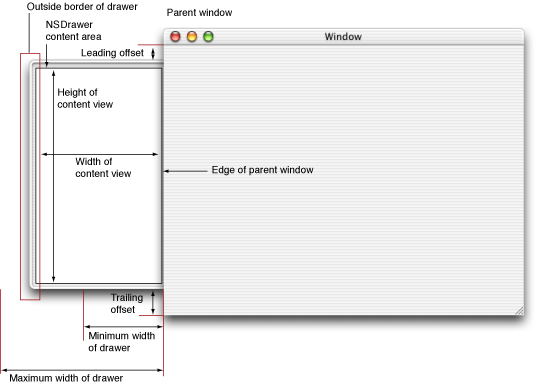 Outside border of drawer
Parent window
NSDrawer
content area
Window
Leading offset
Height of
content view
Width of
content view
Edge of parent window
Trailing
offset
Minimum width
of drawer
Maximum width of drawer